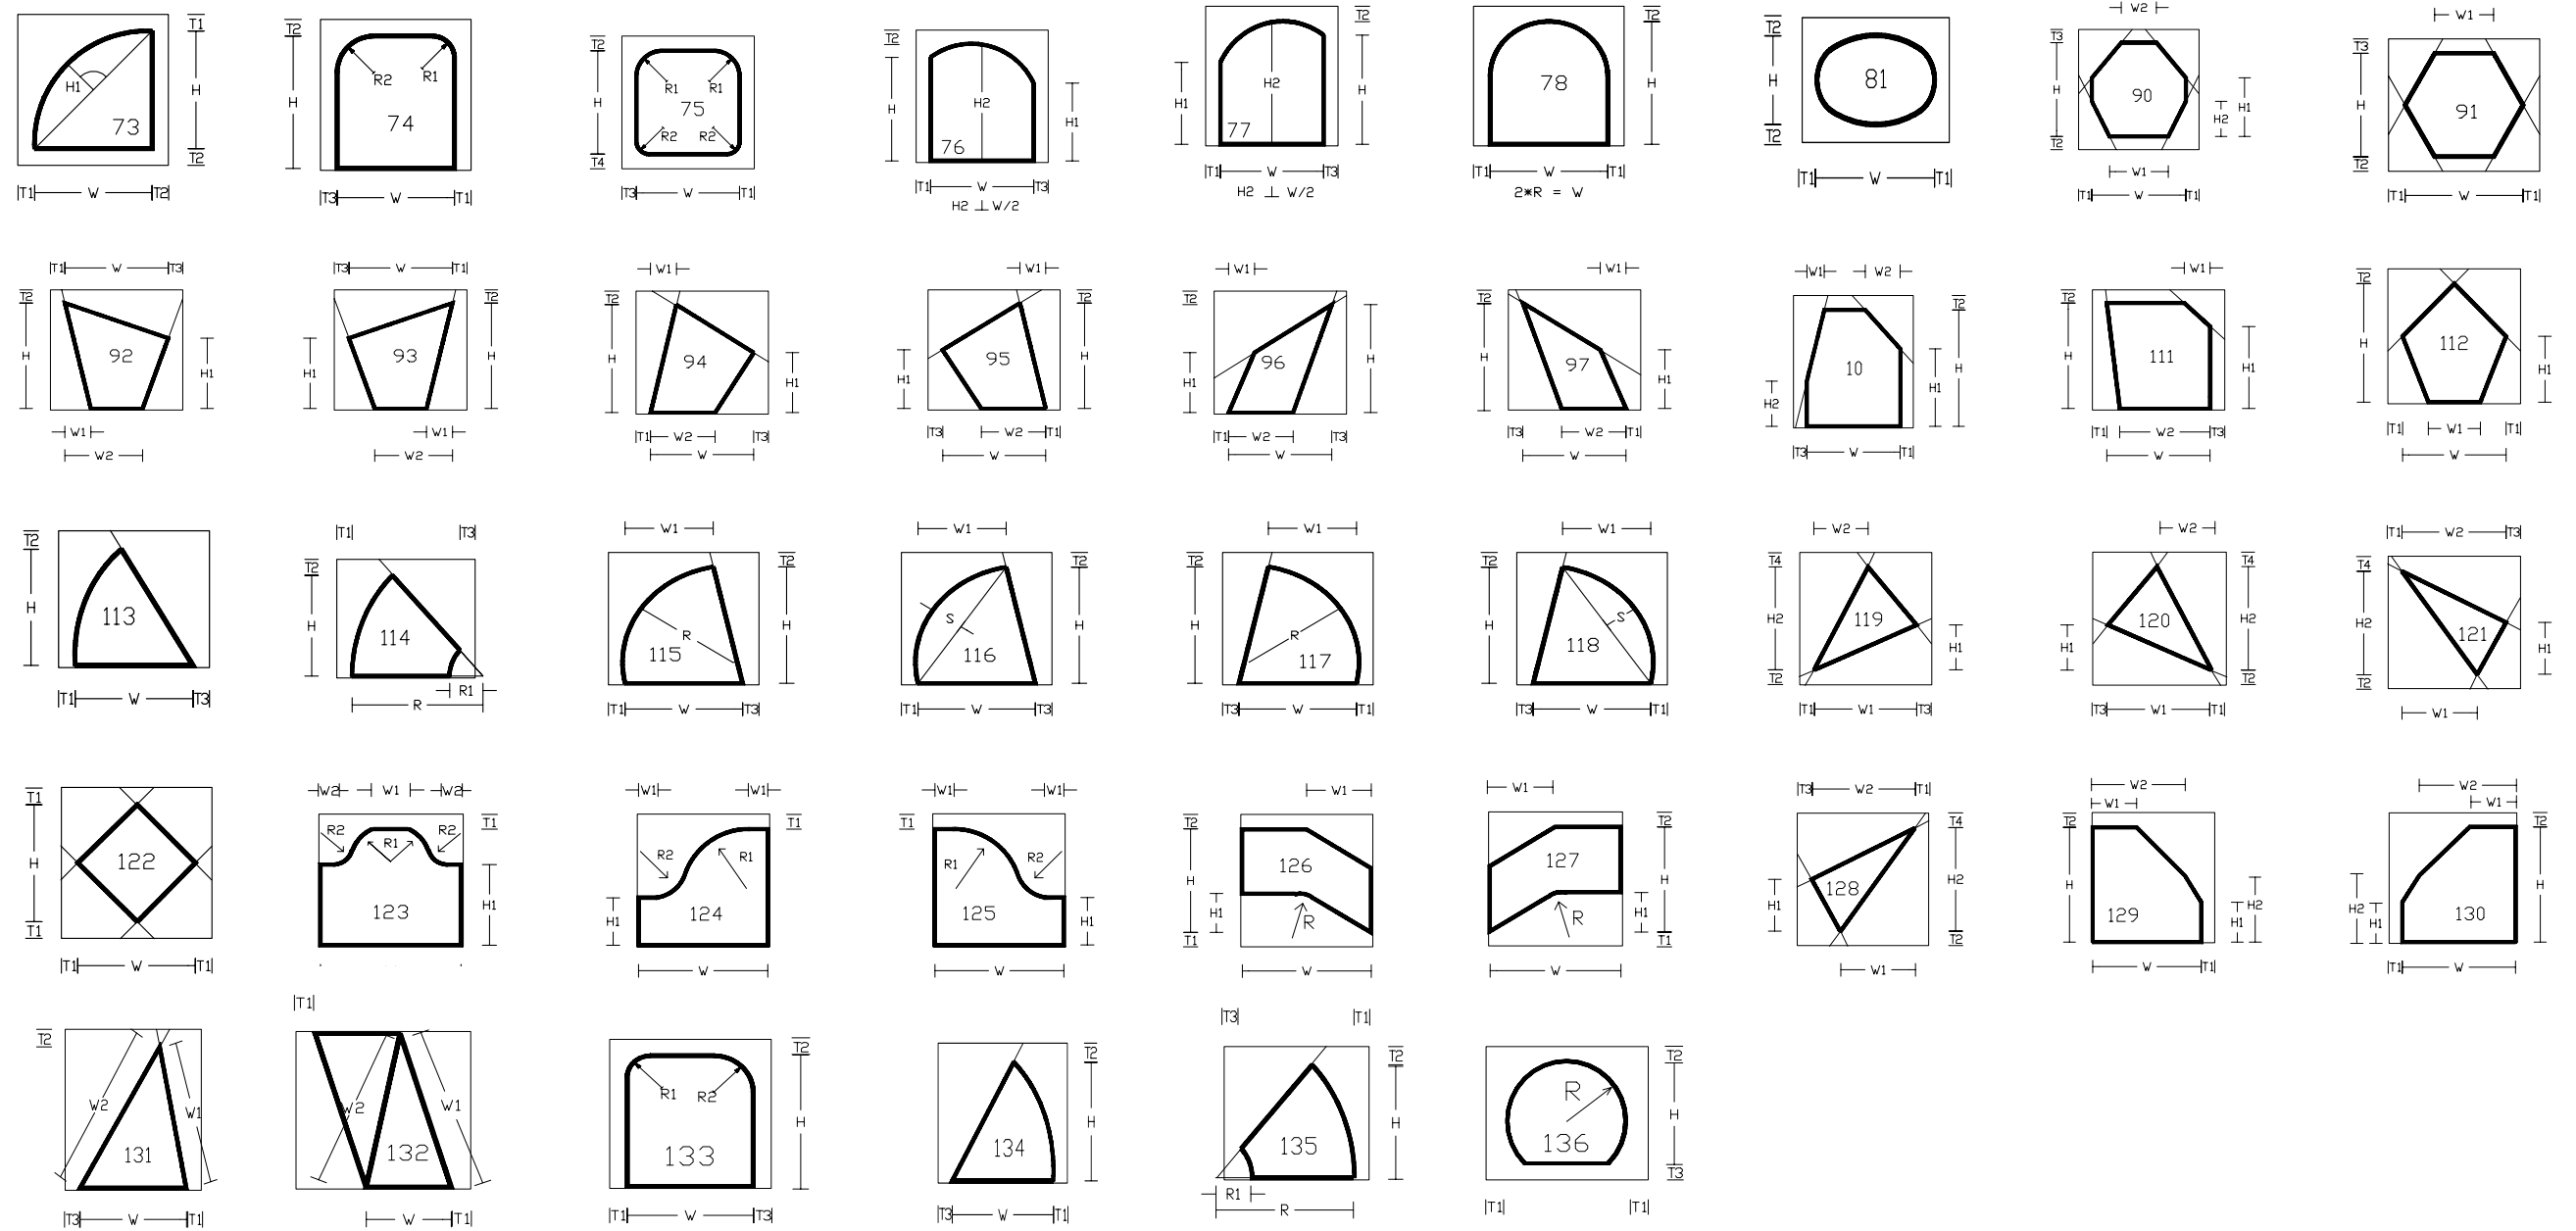 T1
H1
H
73
T2
T1 W T2
T2
R2 R1
H
74
T3 W T1
T2
R1 R1
H
75
R2 R2
T4
T3 W T1
T2
H2
H
H1
76
T1 W T3
H2 ⊥ W/2
T2
H2
H1
H
77
T1 W T3
H2 ⊥ W/2
T2
78
H
T1 W T1
2*R = W
T2
H
81
T2
T1 W T1
W2
T3
H
90
H1
H2
T2
W1
T1 W T1
W1
T3
H
91
T2
T1 W T1
T1 W T3
T2
H
92
H1
W1
W2
T3 W T1
T2
H1
93
H
W1
W2
W1
T2
H
94
H1
T1 W2 T3
W
W1
T2
H1
95
H
T3 W2 T1
W
W1
T2
H1
96
H
T1 W2 T3
W
W1
T2
H
97
H1
T3 W2 T1
W
W1 W2
T2
10
H2
H1
H
T3 W T1
W1
T2
H
111
H1
T1 W2 T3
W
T2
H
112
H1
T1 W1 T1
W
T2
H
113
T1 W T3
T1 T3
T2
H
114
R1
R
W1
T2
R
H
115
T1 W T3
W1
T2
S
H
116
T1 W T3
W1
T2
H
R
117
T3 W T1
W1
T2
H
S
118
T3 W T1
W2
T4
H2
119
H1
T2
T1 W1 T3
W2
T4
120
H1
H2
T2
T3 W1 T1
T1 W2 T3
T4
H2
121
H1
T2
W1
T1
H
122
T1
T1 W T1
W2 W1 W2
T1
R2 R1 R2
H1
123
W1 W1
T1
R2 R1
H1
124
W
W1 W1
T1
R1 R2
125
H1
W
W1
T2
126
H
H1
R
T1
W
W1
T2
127
H
H1
R
T1
W
T3 W2 T1
T4
H2
128
H1
T2
W1
W2
W1
T2
H
H2
H1
129
W T1
W2
W1
T2
H
H2
H1
130
T1 W
T2
W2
W1
131
T3 W T1
T1
W2
W1
132
W T1
T2
R1 R2
H
133
T1 W T3
T2
H
134
T3 W T1
T3 T1
T2
H
135
R1
R
T2
R
H
136
T3
T1 T1